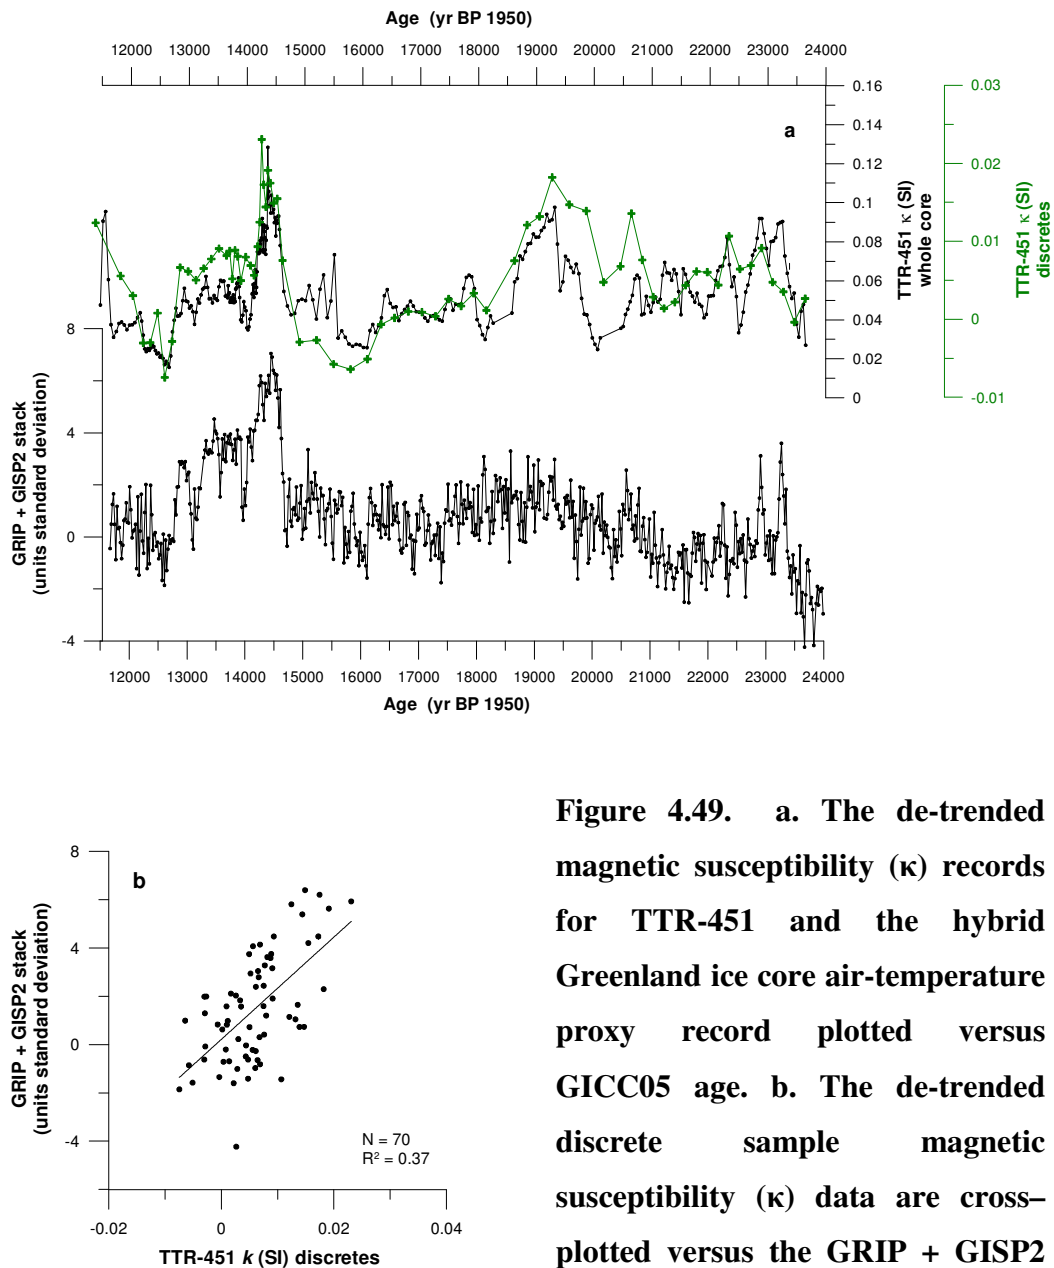 Age (yr BP 1950)
12000 13000 14000 15000 16000 17000 18000 19000 20000 21000 22000 23000 24000
0.16
0.14
0.12
0.1
0.08
0.06
0.04
0.02
0
TTR-451 κ (SI)
whole core
0.03
0.02
0.01
0
-0.01
TTR-451 κ (SI)
discretes
a
8
4
0
-4
GRIP + GISP2 stack
(units standard deviation)
12000 13000 14000 15000 16000 17000 18000 19000 20000 21000 22000 23000 24000
Age (yr BP 1950)
8
4
0
-4
GRIP + GISP2 stack
(units standard deviation)
b
N = 70
R² = 0.37
-0.02 0 0.02 0.04
TTR-451 k (SI) discretes
Figure 4.49. a. The de-trended
magnetic susceptibility (κ) records
for TTR-451 and the hybrid
Greenland ice core air-temperature
proxy record plotted versus
GICC05 age. b. The de-trended
discrete sample magnetic
susceptibility (κ) data are cross–
plotted versus the GRIP + GISP2